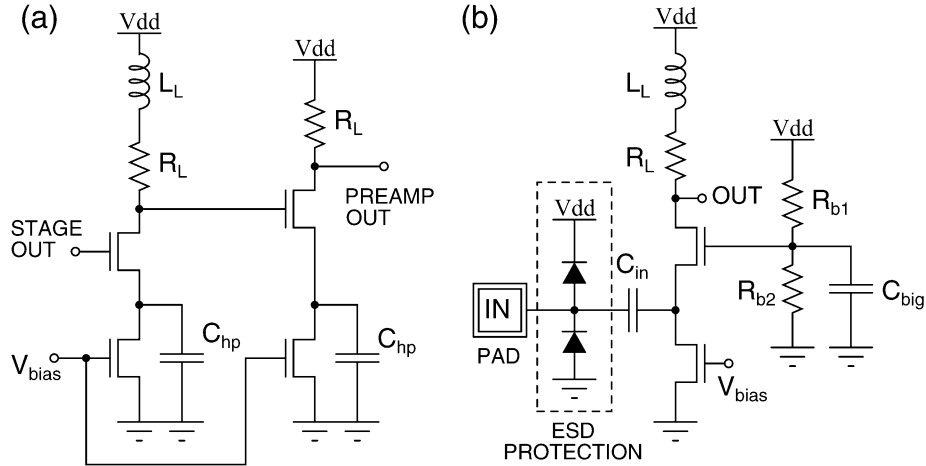 (a)
Vdd
L_L
R_L
STAGE
OUT
V_bias
C_hp
Vdd
R_L
PREAMP
OUT
C_hp
(b)
Vdd
L_L
R_L
OUT
Vdd
R_b1
R_b2
C_big
Vdd
C_in
IN
PAD
V_bias
ESD
PROTECTION